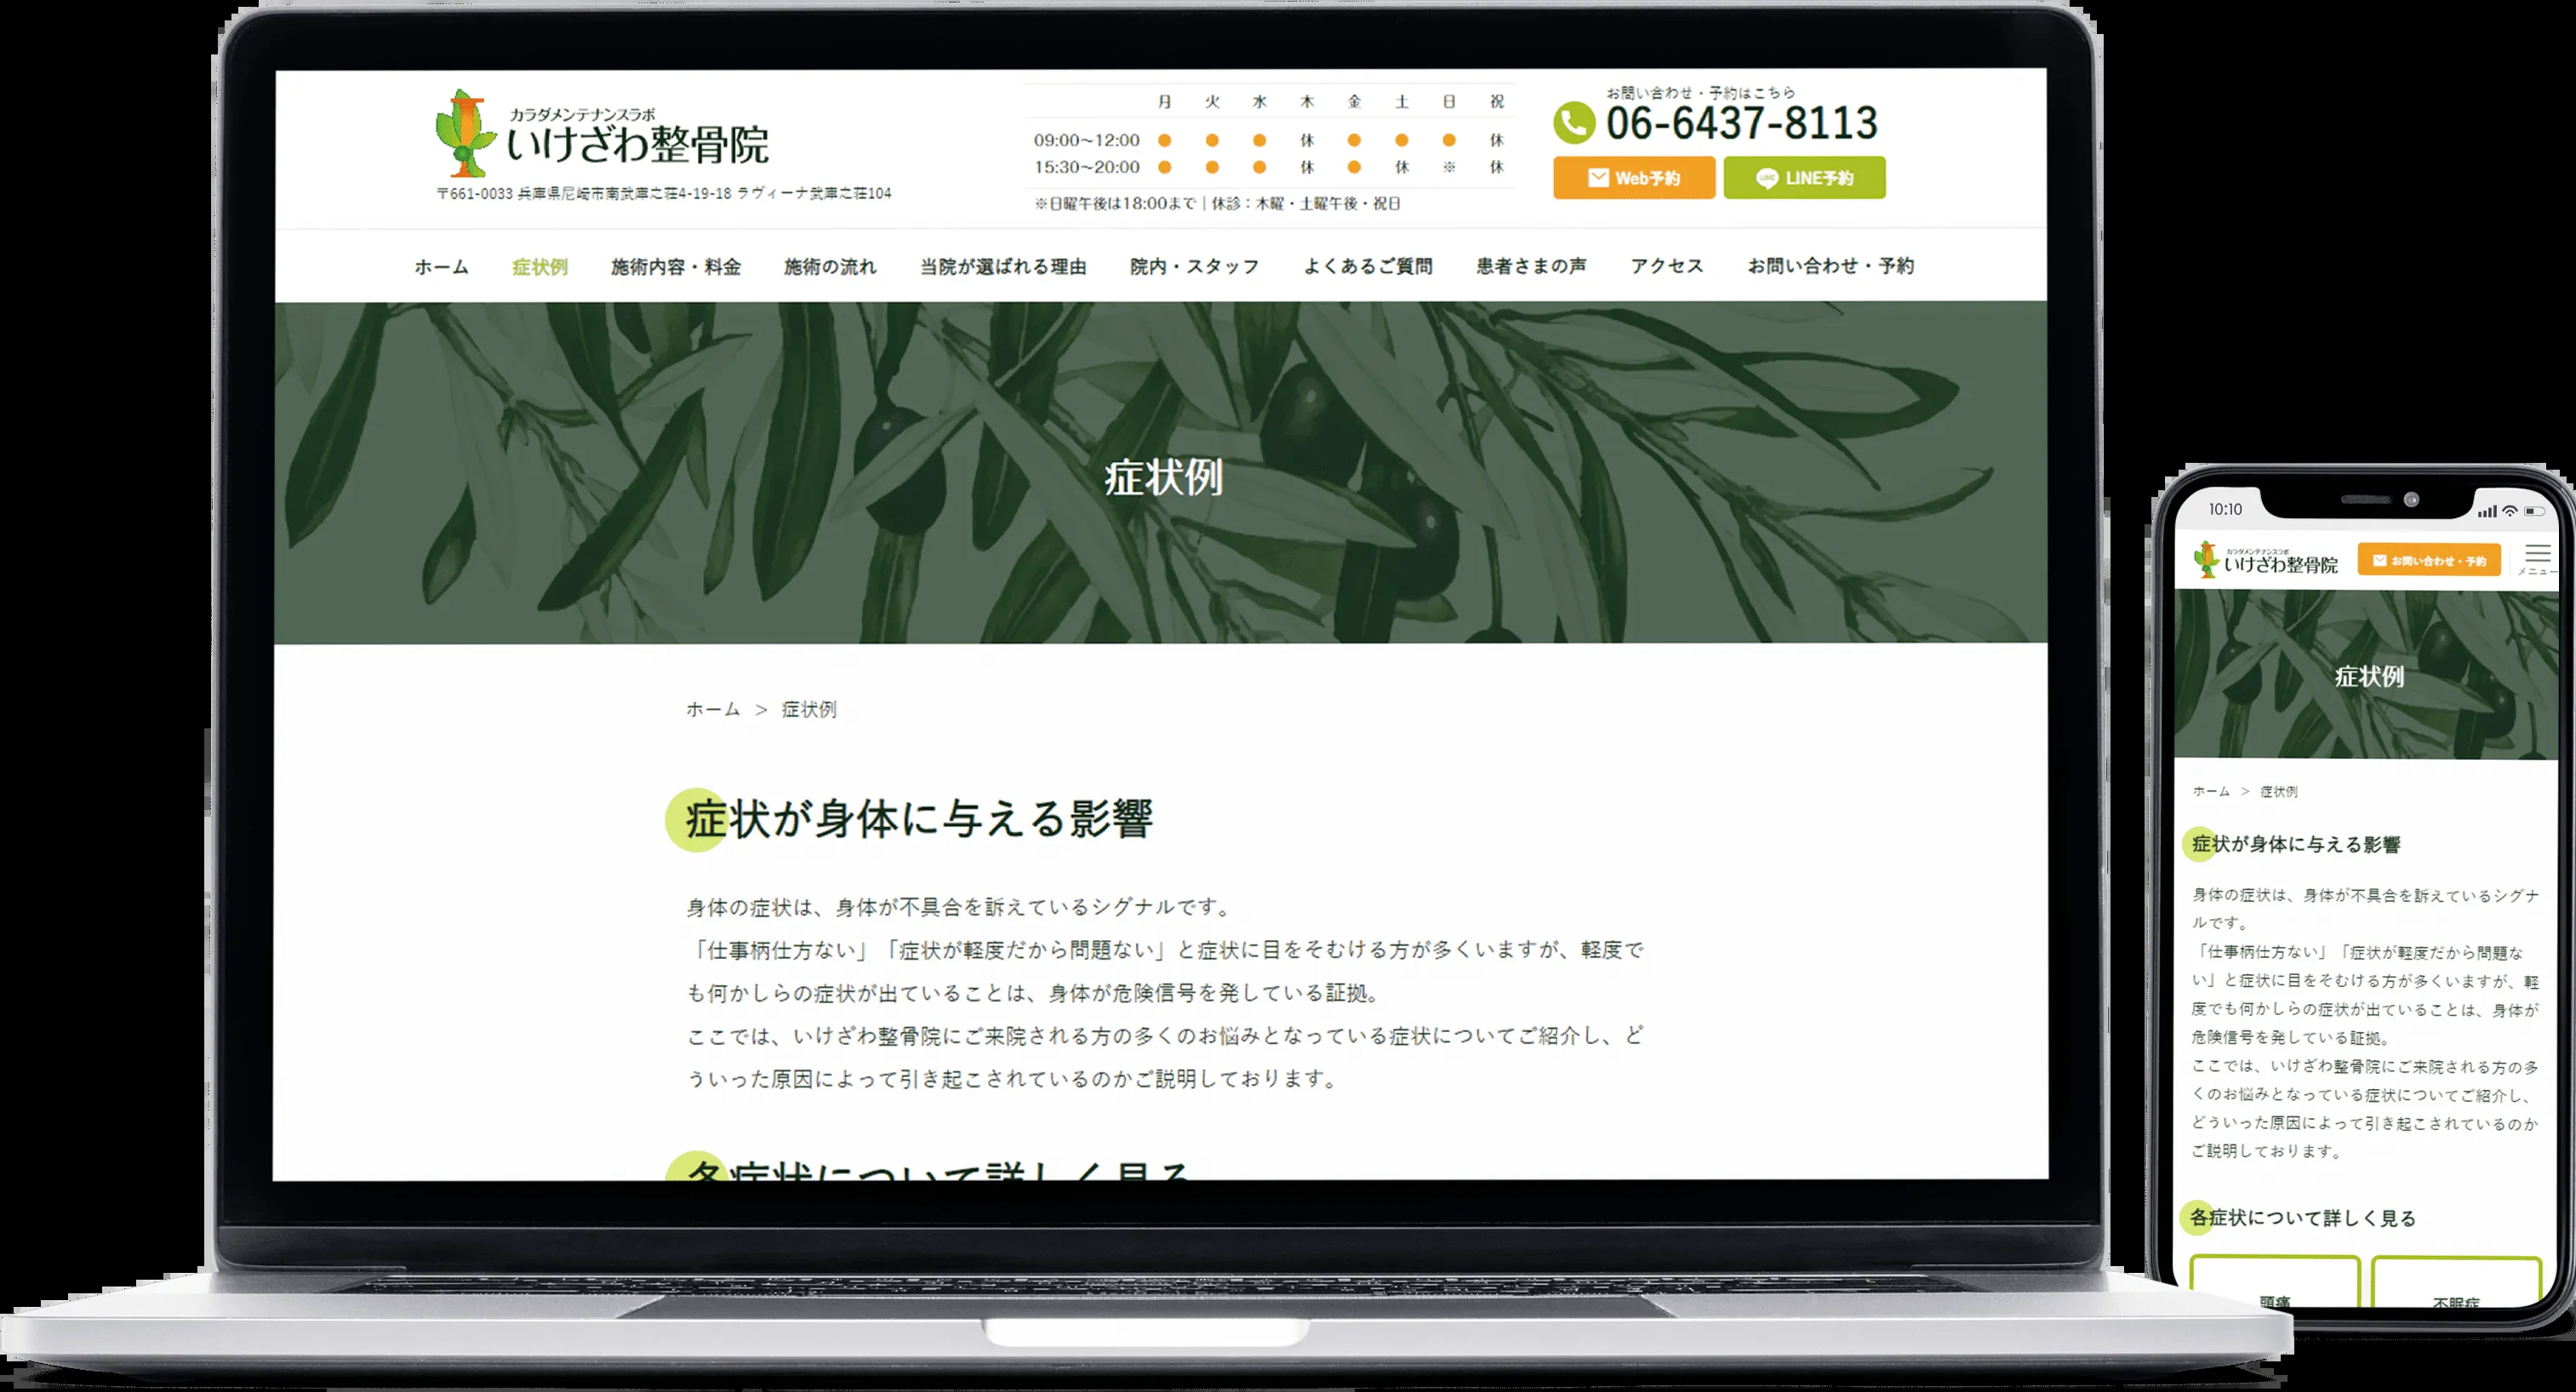 カラダメンテナンスラボ
いけざわ整骨院
〒661-0033 兵庫県尼崎市南武庫之荘4-19-18 ラヴィーナ武庫之荘104
月 火 水 木 金 土 日 祝
09:00〜12:00 ● ● ● 休 ● ● ● 休
15:30〜20:00 ● ● ● 休 ● 休 ※ 休
※日曜午後は18:00まで｜休診：木曜・土曜午後・祝日
お問い合わせ・予約はこちら
06-6437-8113
Web予約
LINE予約
ホーム 症状例 施術内容・料金 施術の流れ 当院が選ばれる理由 院内・スタッフ よくあるご質問 患者さまの声 アクセス お問い合わせ・予約
症状例
ホーム > 症状例
症状が身体に与える影響
身体の症状は、身体が不具合を訴えているシグナルです。
「仕事柄仕方ない」「症状が軽度だから問題ない」と症状に目をそむける方が多くいますが、軽度で
も何かしらの症状が出ていることは、身体が危険信号を発している証拠。
ここでは、いけざわ整骨院にご来院される方の多くのお悩みとなっている症状についてご紹介し、ど
ういった原因によって引き起こされているのかご説明しております。
各症状について詳しく見る
10:10
カラダメンテナンスラボ
いけざわ整骨院
お問い合わせ・予約
メニュー
症状例
ホーム > 症状例
症状が身体に与える影響
身体の症状は、身体が不具合を訴えているシグナ
ルです。
「仕事柄仕方ない」「症状が軽度だから問題な
い」と症状に目をそむける方が多くいますが、軽
度でも何かしらの症状が出ていることは、身体が
危険信号を発している証拠。
ここでは、いけざわ整骨院にご来院される方の多
くのお悩みとなっている症状についてご紹介し、
どういった原因によって引き起こされているのか
ご説明しております。
各症状について詳しく見る
頭痛
不眠症